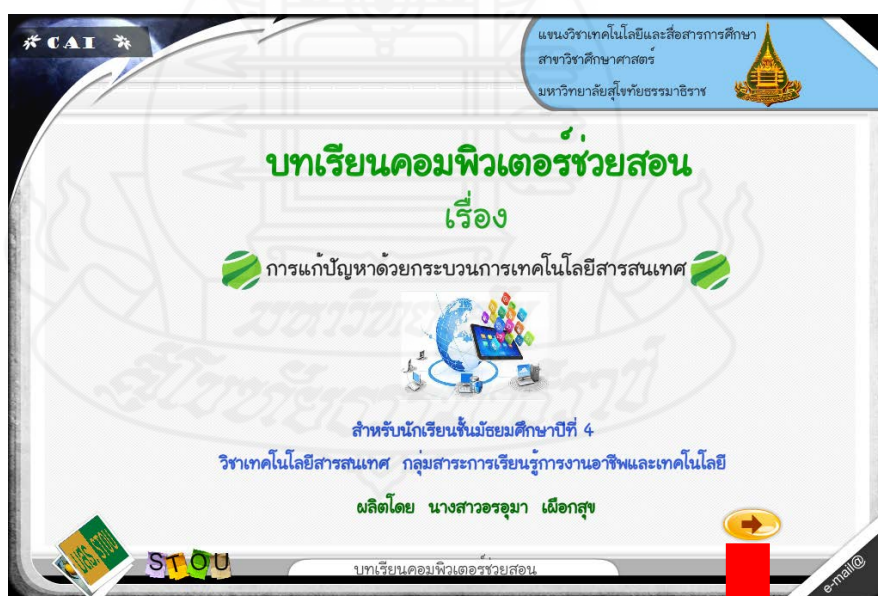 CAI
แขนงวิชาเทคโนโลยีและสื่อสารการศึกษา
สาขาวิชาศึกษาศาสตร์
มหาวิทยาลัยสุโขทัยธรรมาธิราช
บทเรียนคอมพิวเตอร์ช่วยสอน
เรื่อง
การแก้ปัญหาด้วยกระบวนการเทคโนโลยีสารสนเทศ
สำหรับนักเรียนชั้นมัธยมศึกษาปีที่ 4
วิชาเทคโนโลยีสารสนเทศ กลุ่มสาระการเรียนรู้การงานอาชีพและเทคโนโลยี
ผลิตโดย นางสาวอรอุมา เผือกสุข
STOU
บทเรียนคอมพิวเตอร์ช่วยสอน
e-mail@